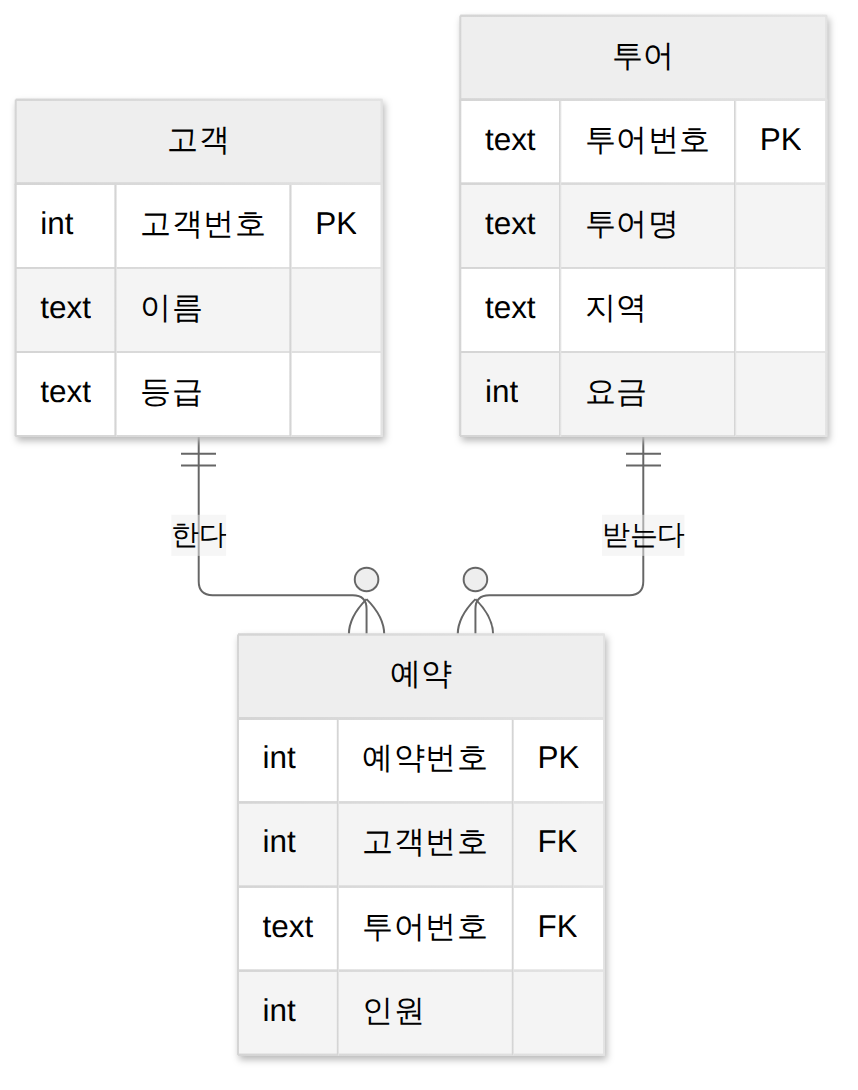 고객
int 고객번호 PK
text 이름
text 등급
투어
text 투어번호 PK
text 투어명
text 지역
int 요금
한다
받는다
예약
int 예약번호 PK
int 고객번호 FK
text 투어번호 FK
int 인원